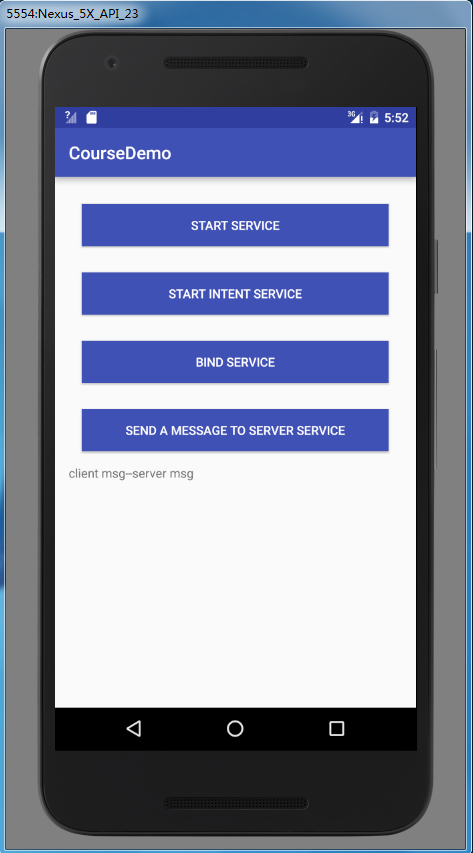 5554:Nexus_5X_API_23
3G 5:52
CourseDemo
START SERVICE
START INTENT SERVICE
BIND SERVICE
SEND A MESSAGE TO SERVER SERVICE
client msg--server msg